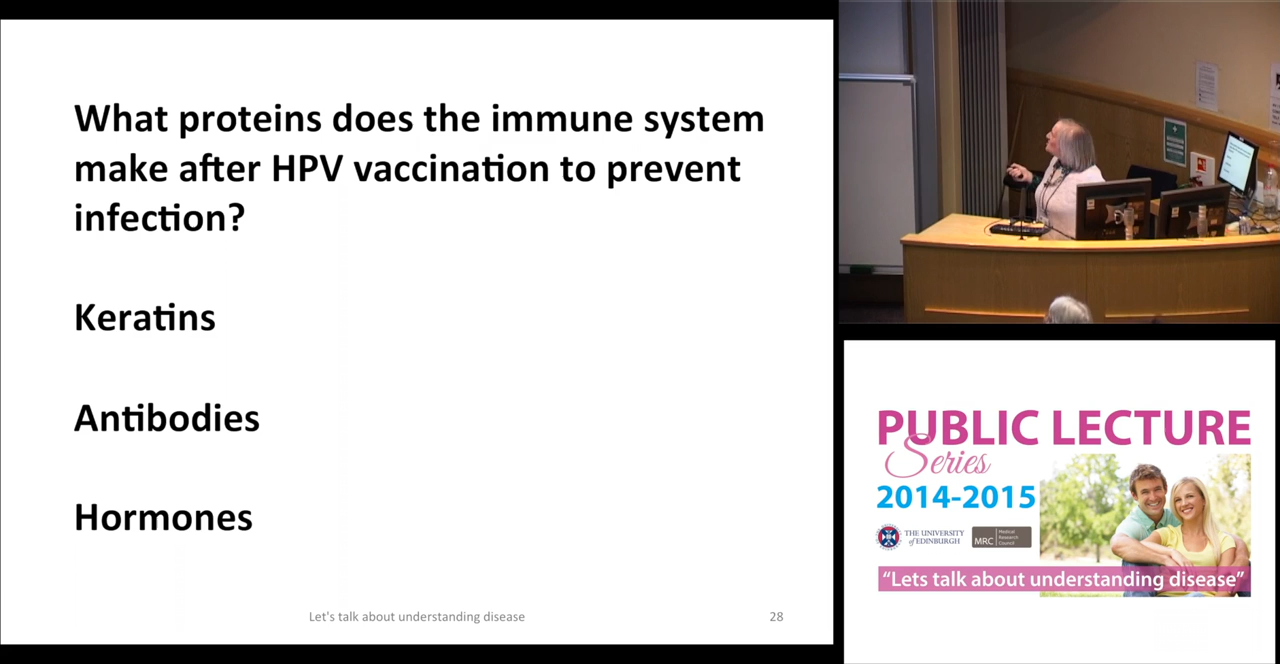 What proteins does the immune system
make after HPV vaccination to prevent
infection?
Keratins
Antibodies
Hormones
Let's talk about understanding disease
28
PUBLIC LECTURE
Series
2014-2015
THE UNIVERSITY
of EDINBURGH
MRC
Medical
Research
Council
“Lets talk about understanding disease”